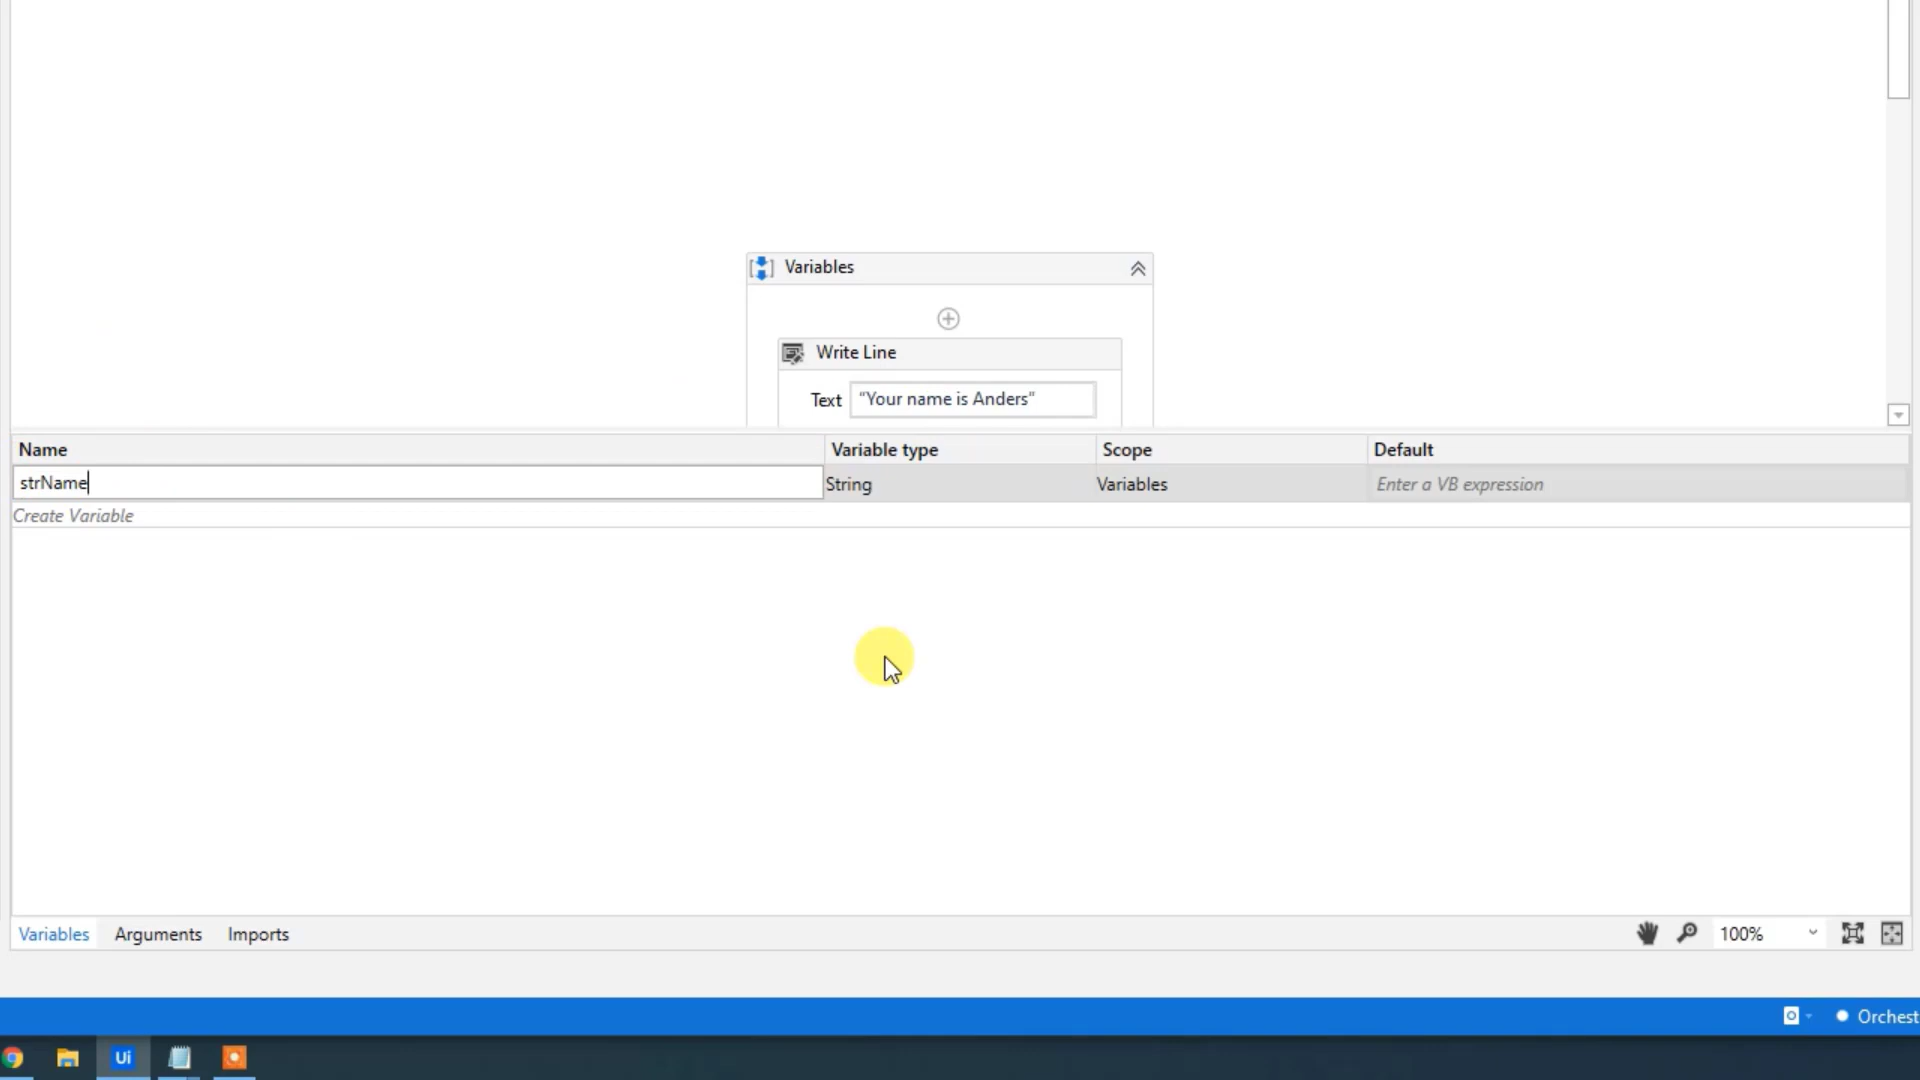 Variables
Write Line
Text "Your name is Anders"
Name Variable type Scope Default
strName String Variables Enter a VB expression
Create Variable
Variables Arguments Imports 100%
Orchest
Ui